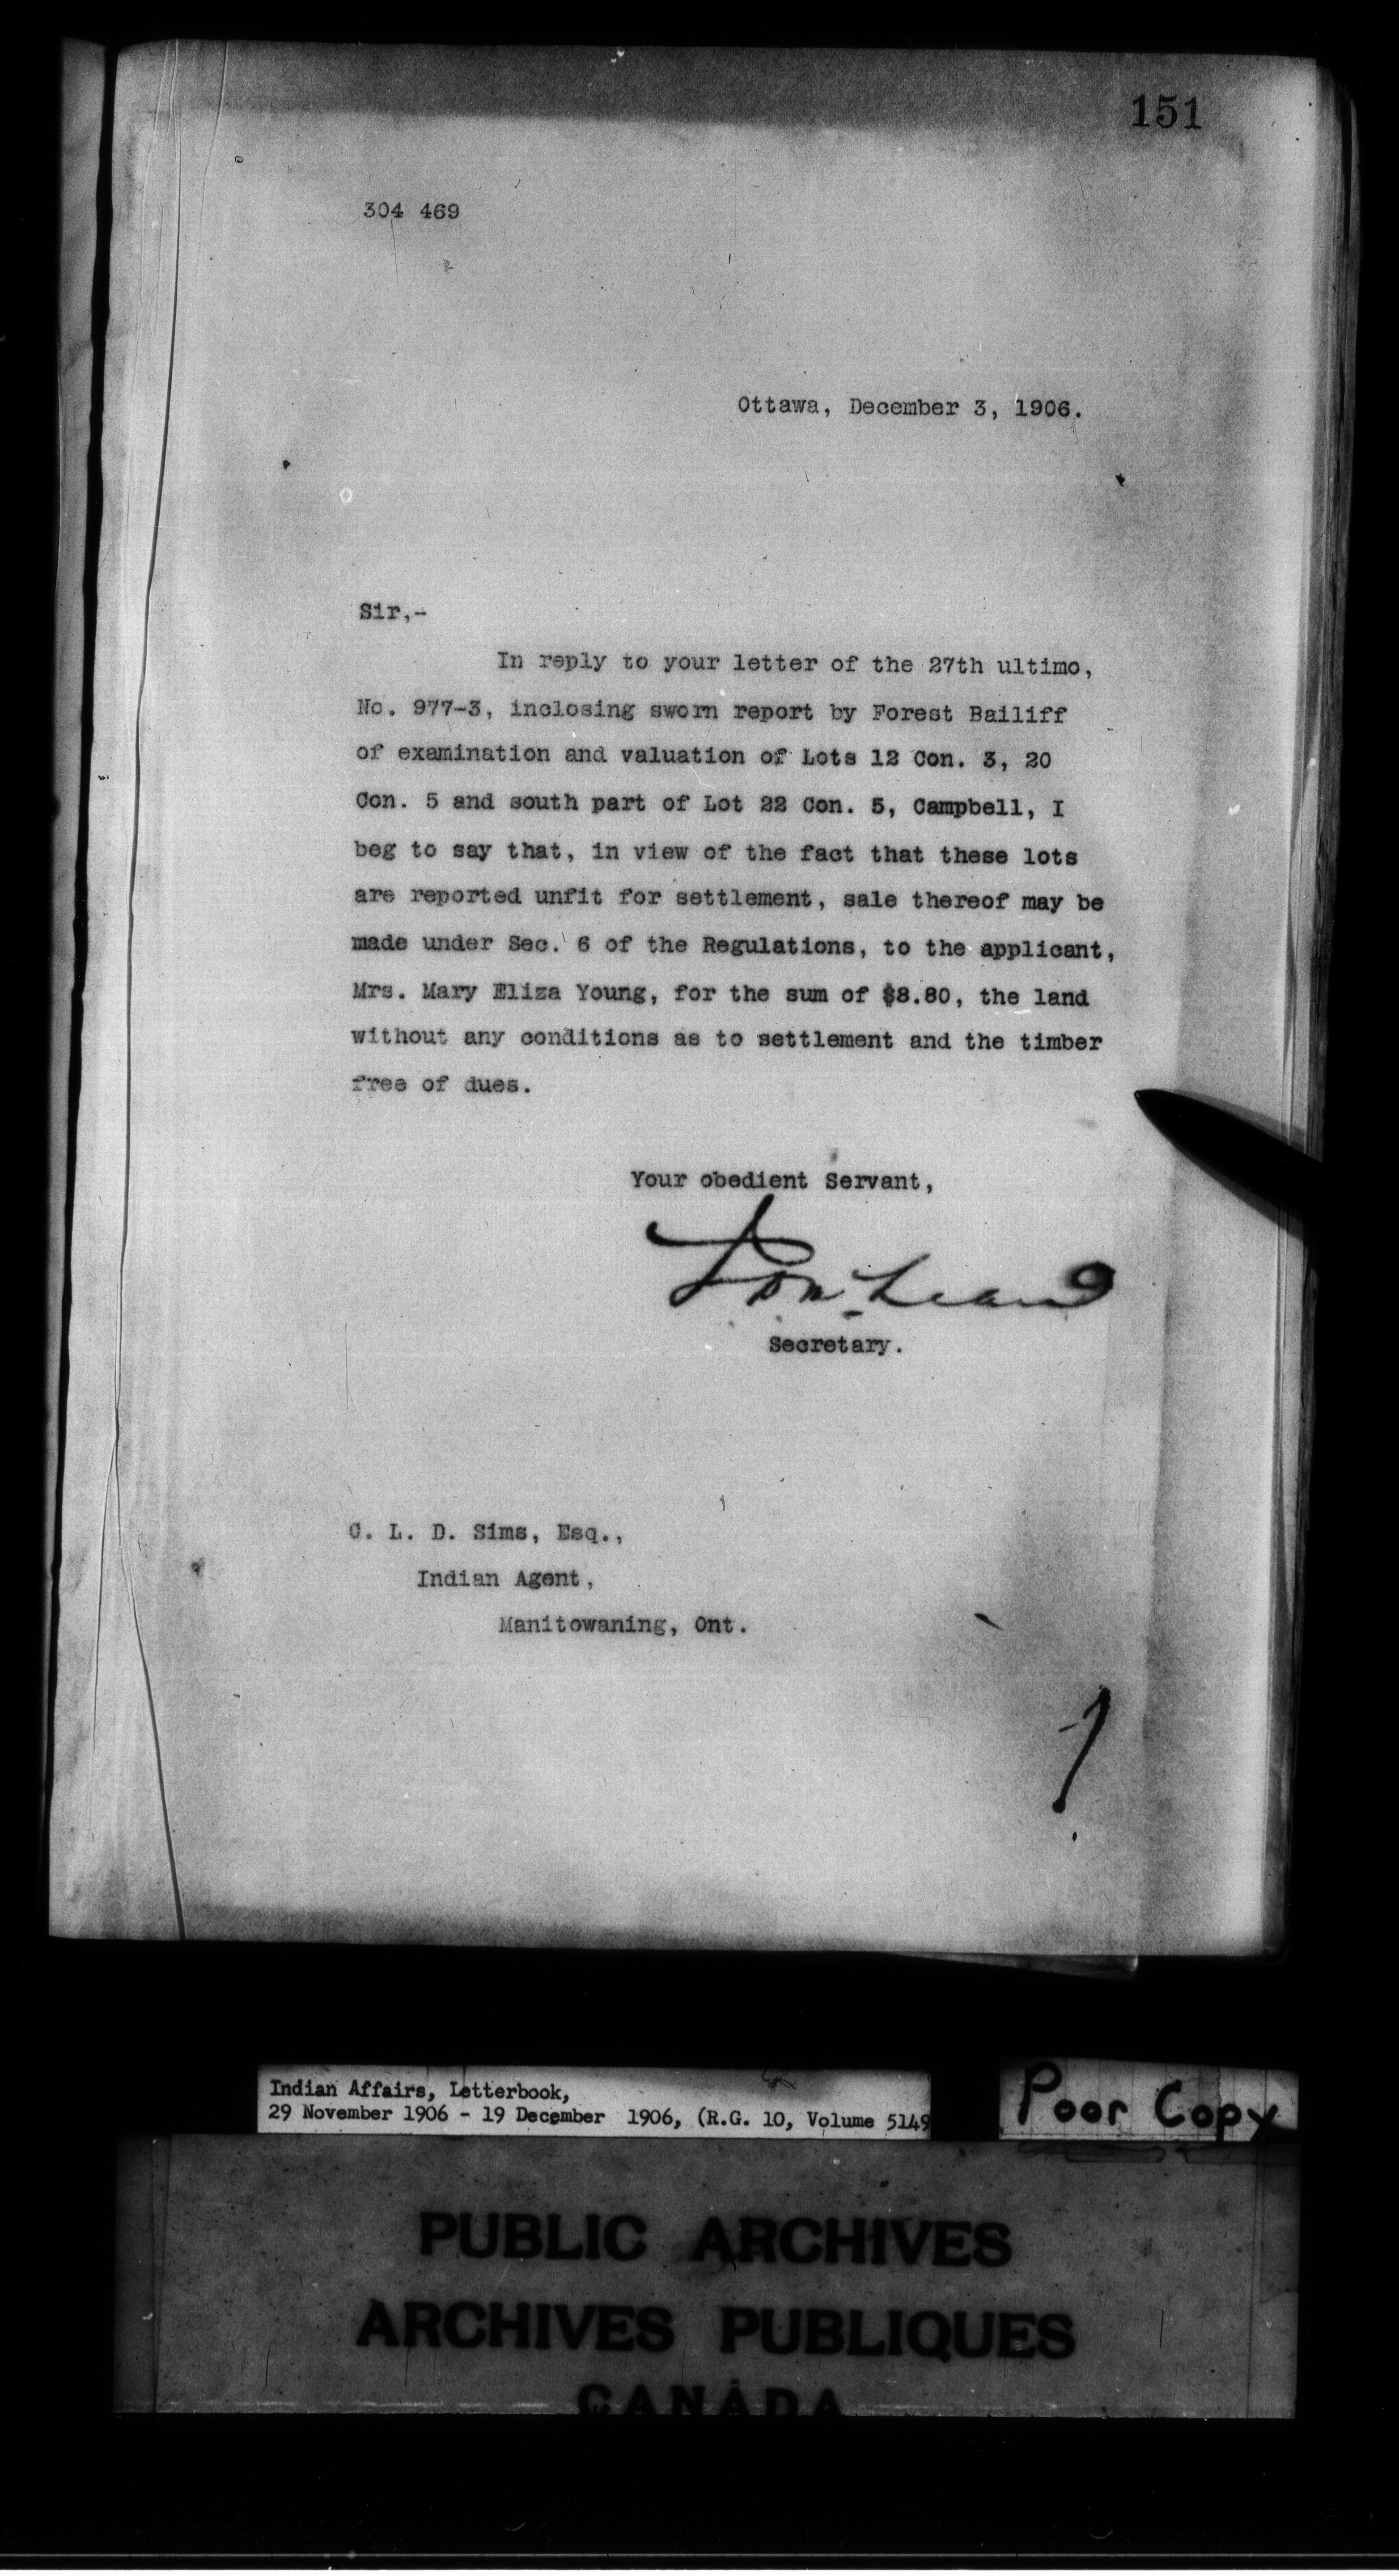 151
304 469
Ottawa, December 3, 1906.
Sir,-
In reply to your letter of the 27th ultimo,
No. 977-3, inclosing sworn report by Forest Bailiff
of examination and valuation of Lots 12 Con. 3, 20
Con. 5 and south part of Lot 22 Con. 5, Campbell, I
beg to say that, in view of the fact that these lots
are reported unfit for settlement, sale thereof may be
made under Sec. 6 of the Regulations, to the applicant,
Mrs. Mary Eliza Young, for the sum of $8.80, the land
without any conditions as to settlement and the timber
free of dues.
Your obedient Servant,
Secretary.
C. L. D. Sims, Esq.,
Indian Agent,
Manitowaning, Ont.
Indian Affairs, Letterbook,
29 November 1906 - 19 December 1906, (R.G. 10, Volume 5149
Poor Copy
PUBLIC ARCHIVES
ARCHIVES PUBLIQUES
CANADA